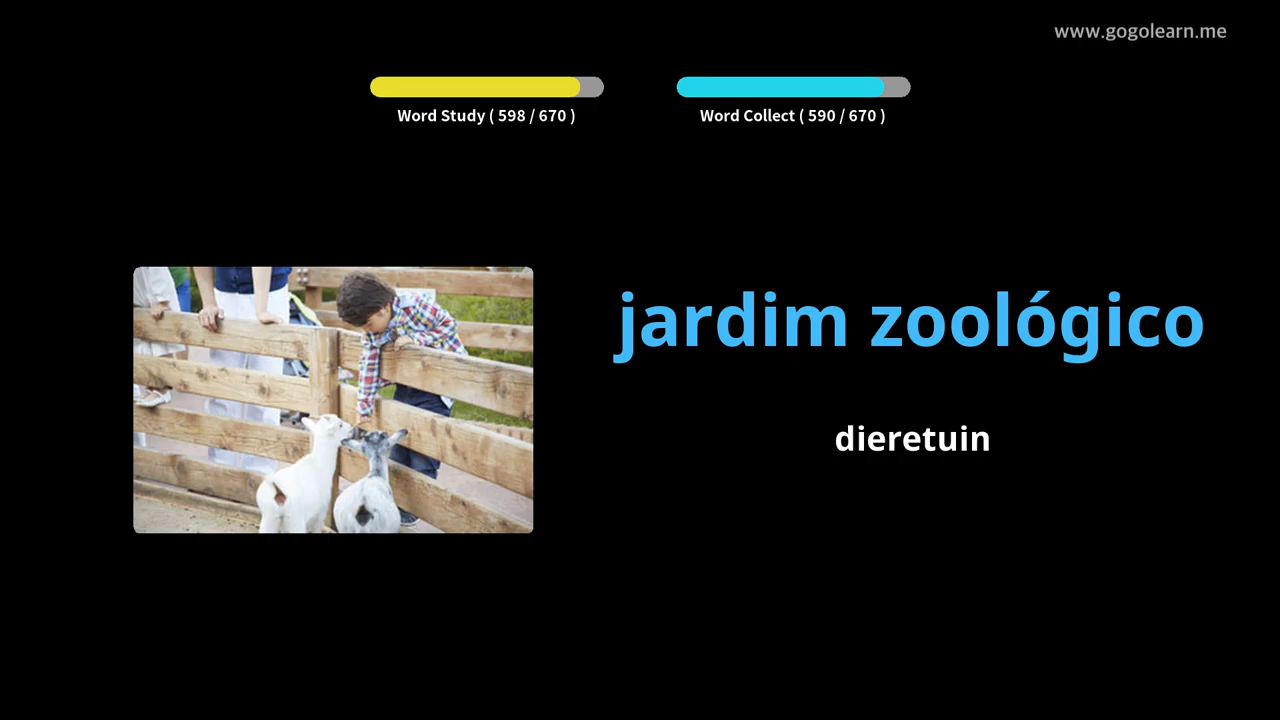 www.gogolearn.me
Word Study ( 598 / 670 )
Word Collect ( 590 / 670 )
jardim zoológico
dieretuin